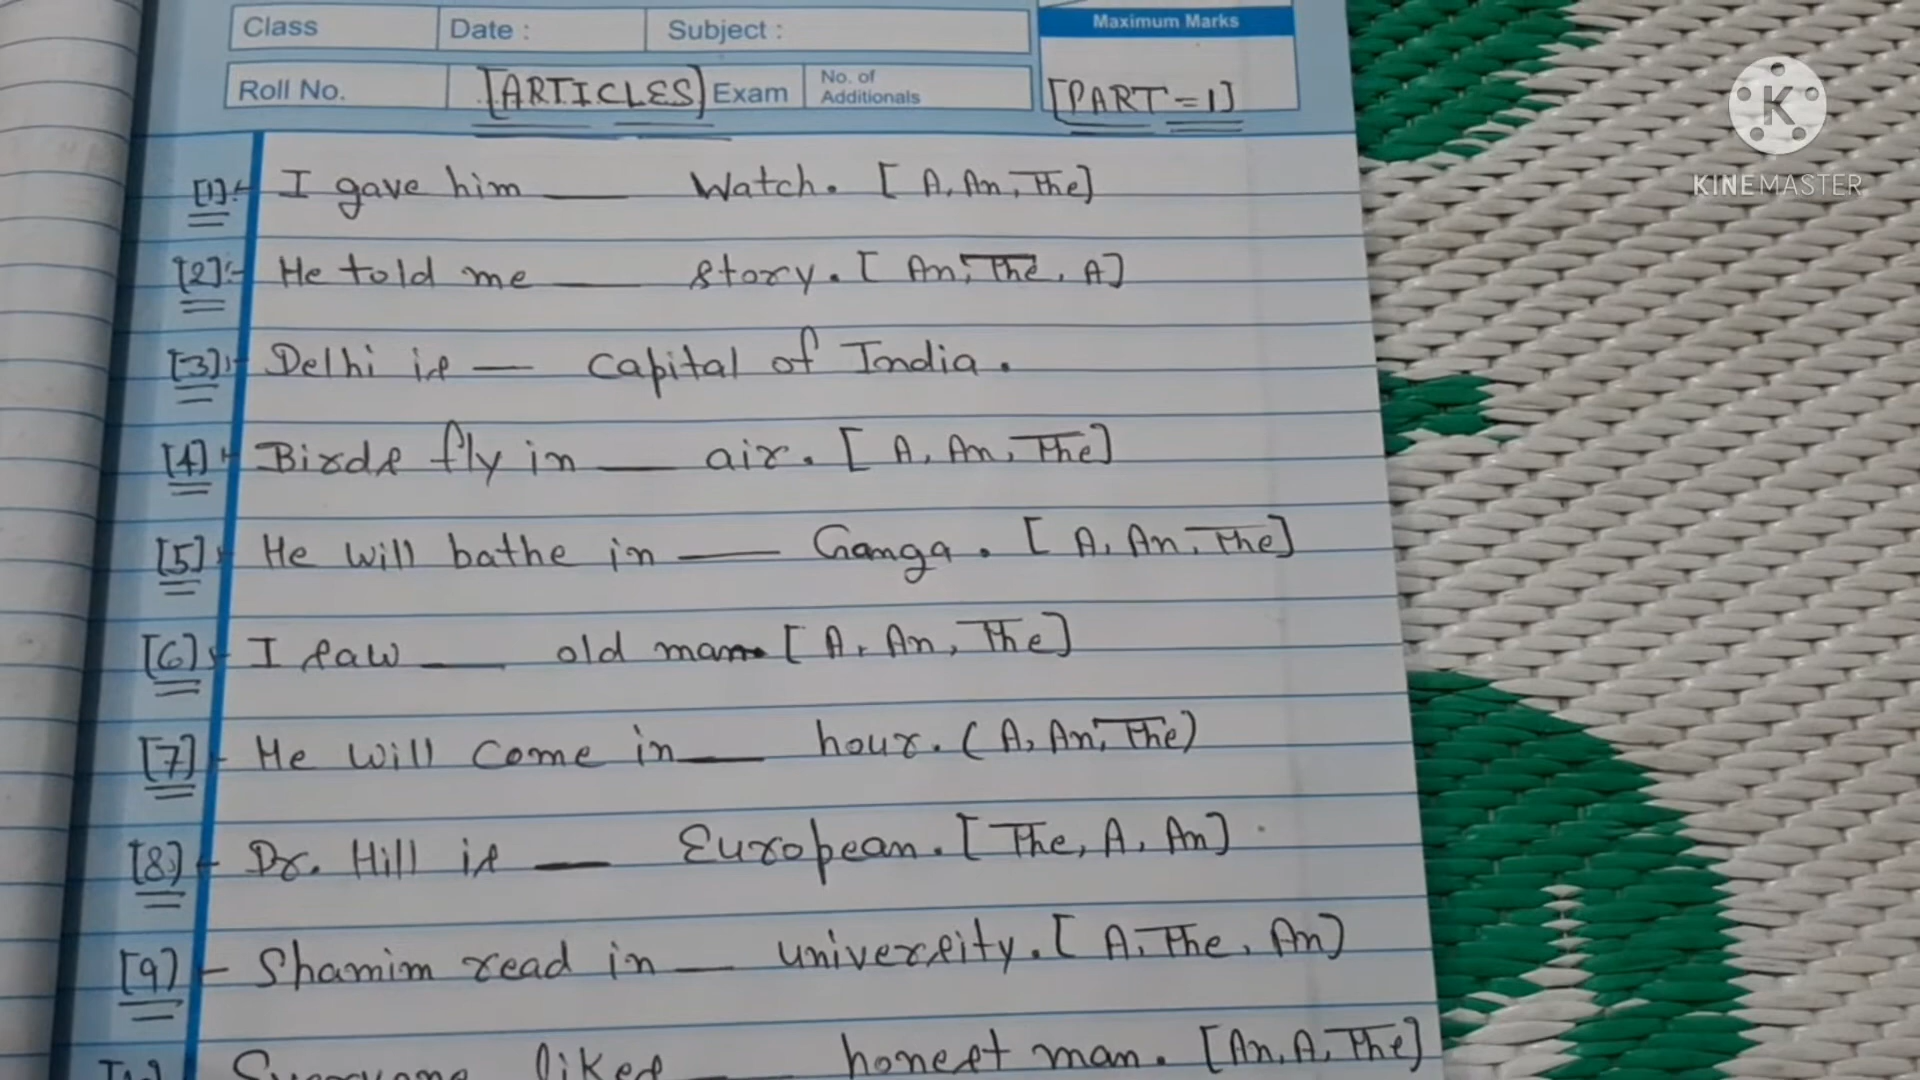 Class Date : Subject : Maximum Marks
Roll No. [ARTICLES] Exam No. of Additionals [PART=1]
K
KINEMASTER
[1]:- I gave him ___ Watch. [A, An, The]
[2]:- He told me ___ story. [An, The, A]
[3]:- Delhi is ___ capital of India.
[4]:- Birds fly in ___ air. [A, An, The]
[5]- He will bathe in ___ Ganga. [A, An, The]
[6]- I saw ___ old man [A, An, The]
[7]- He will come in ___ hour. (A, An, The)
[8]- Dr. Hill is ___ European. [The, A, An]
[9]- Shamim read in ___ university. [A, The, An]
Everyone likes ___ honest man. [An, A, The]